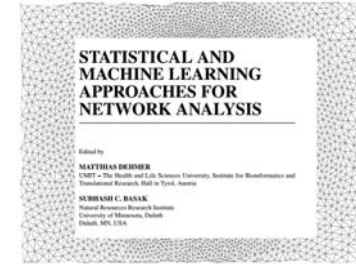 STATISTICAL AND
MACHINE LEARNING
APPROACHES FOR
NETWORK ANALYSIS
Edited by
MATTHIAS DEHMER
UMIT – The Health and Life Sciences University, Institute for Bioinformatics and
Translational Research, Hall in Tyrol, Austria
SUBHASH C. BASAK
Natural Resources Research Institute
University of Minnesota, Duluth
Duluth, MN, USA